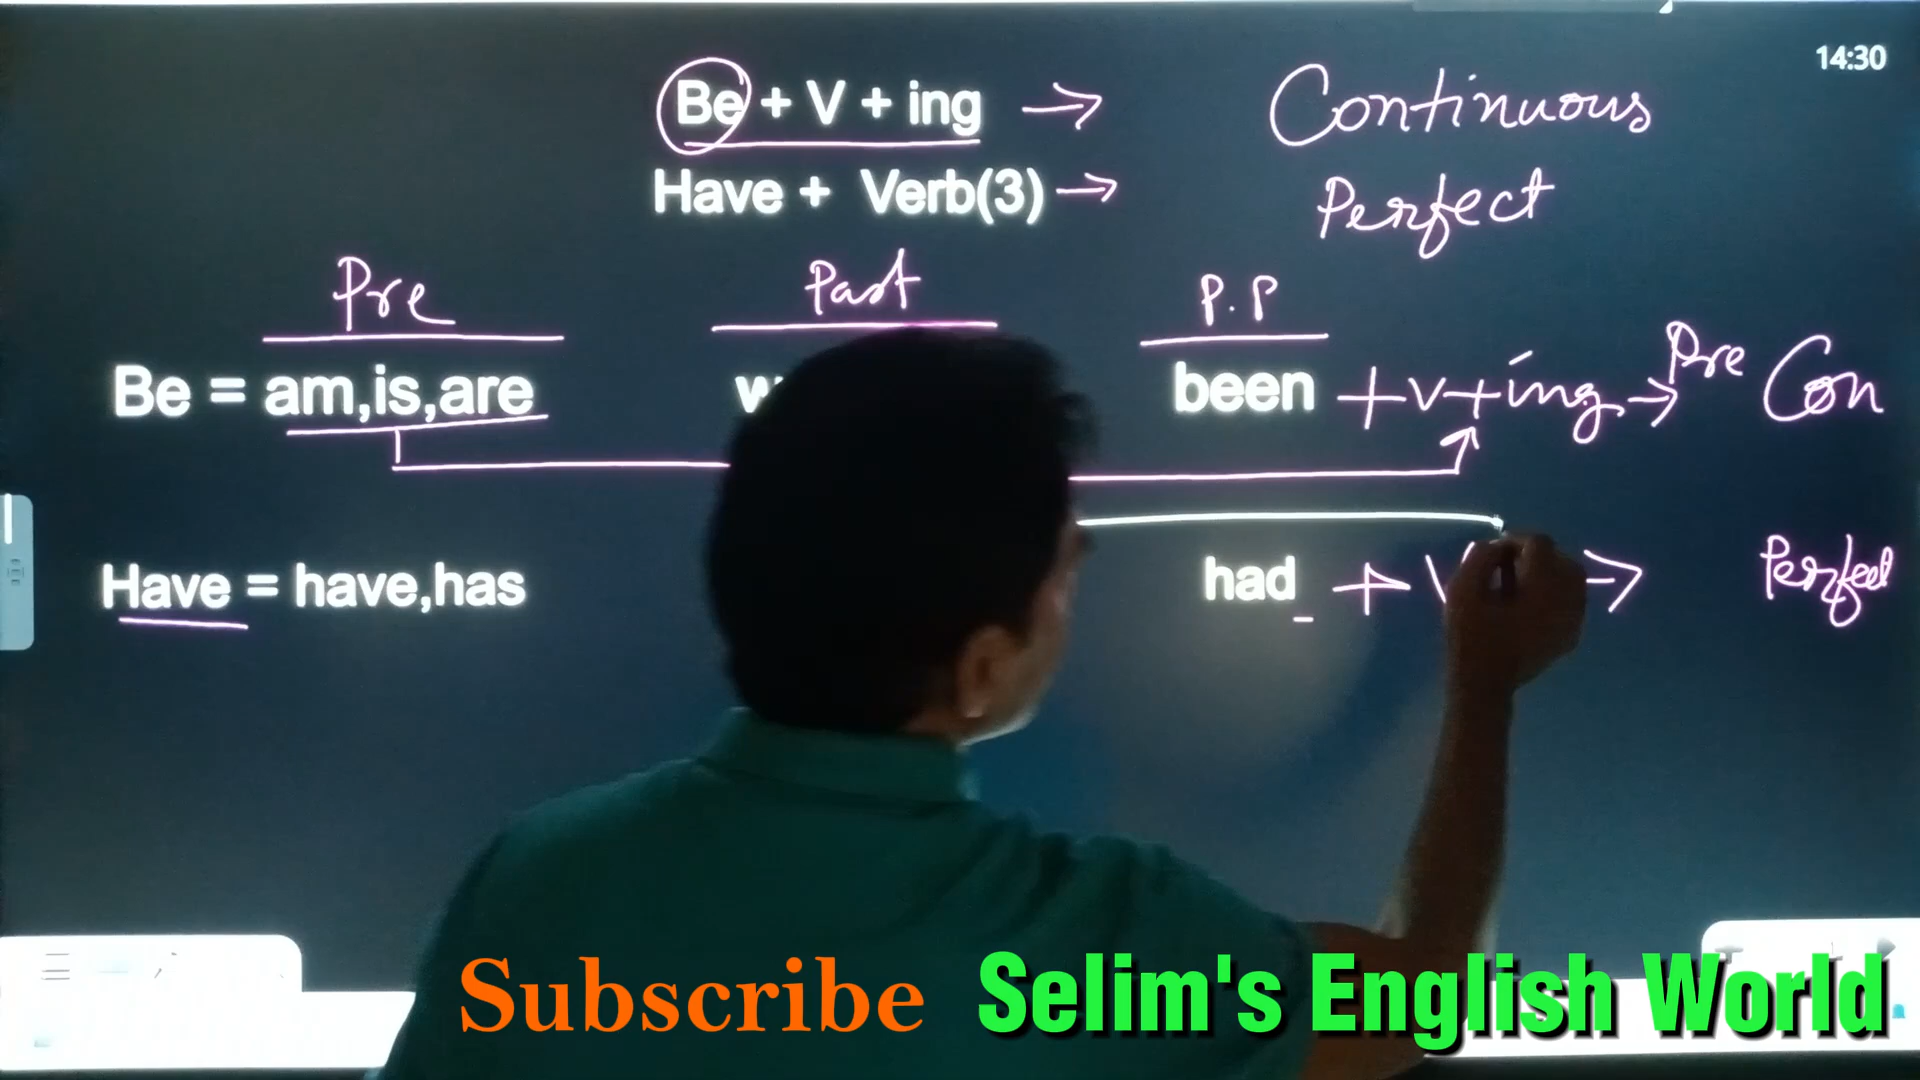 14:30
Be + V + ing → Continuous
Have + Verb(3) → Perfect
Pre Past P.P
Be = am,is,are been + v + ing → Pre Con
Have = have,has had + → Perfect
Subscribe Selim's English World